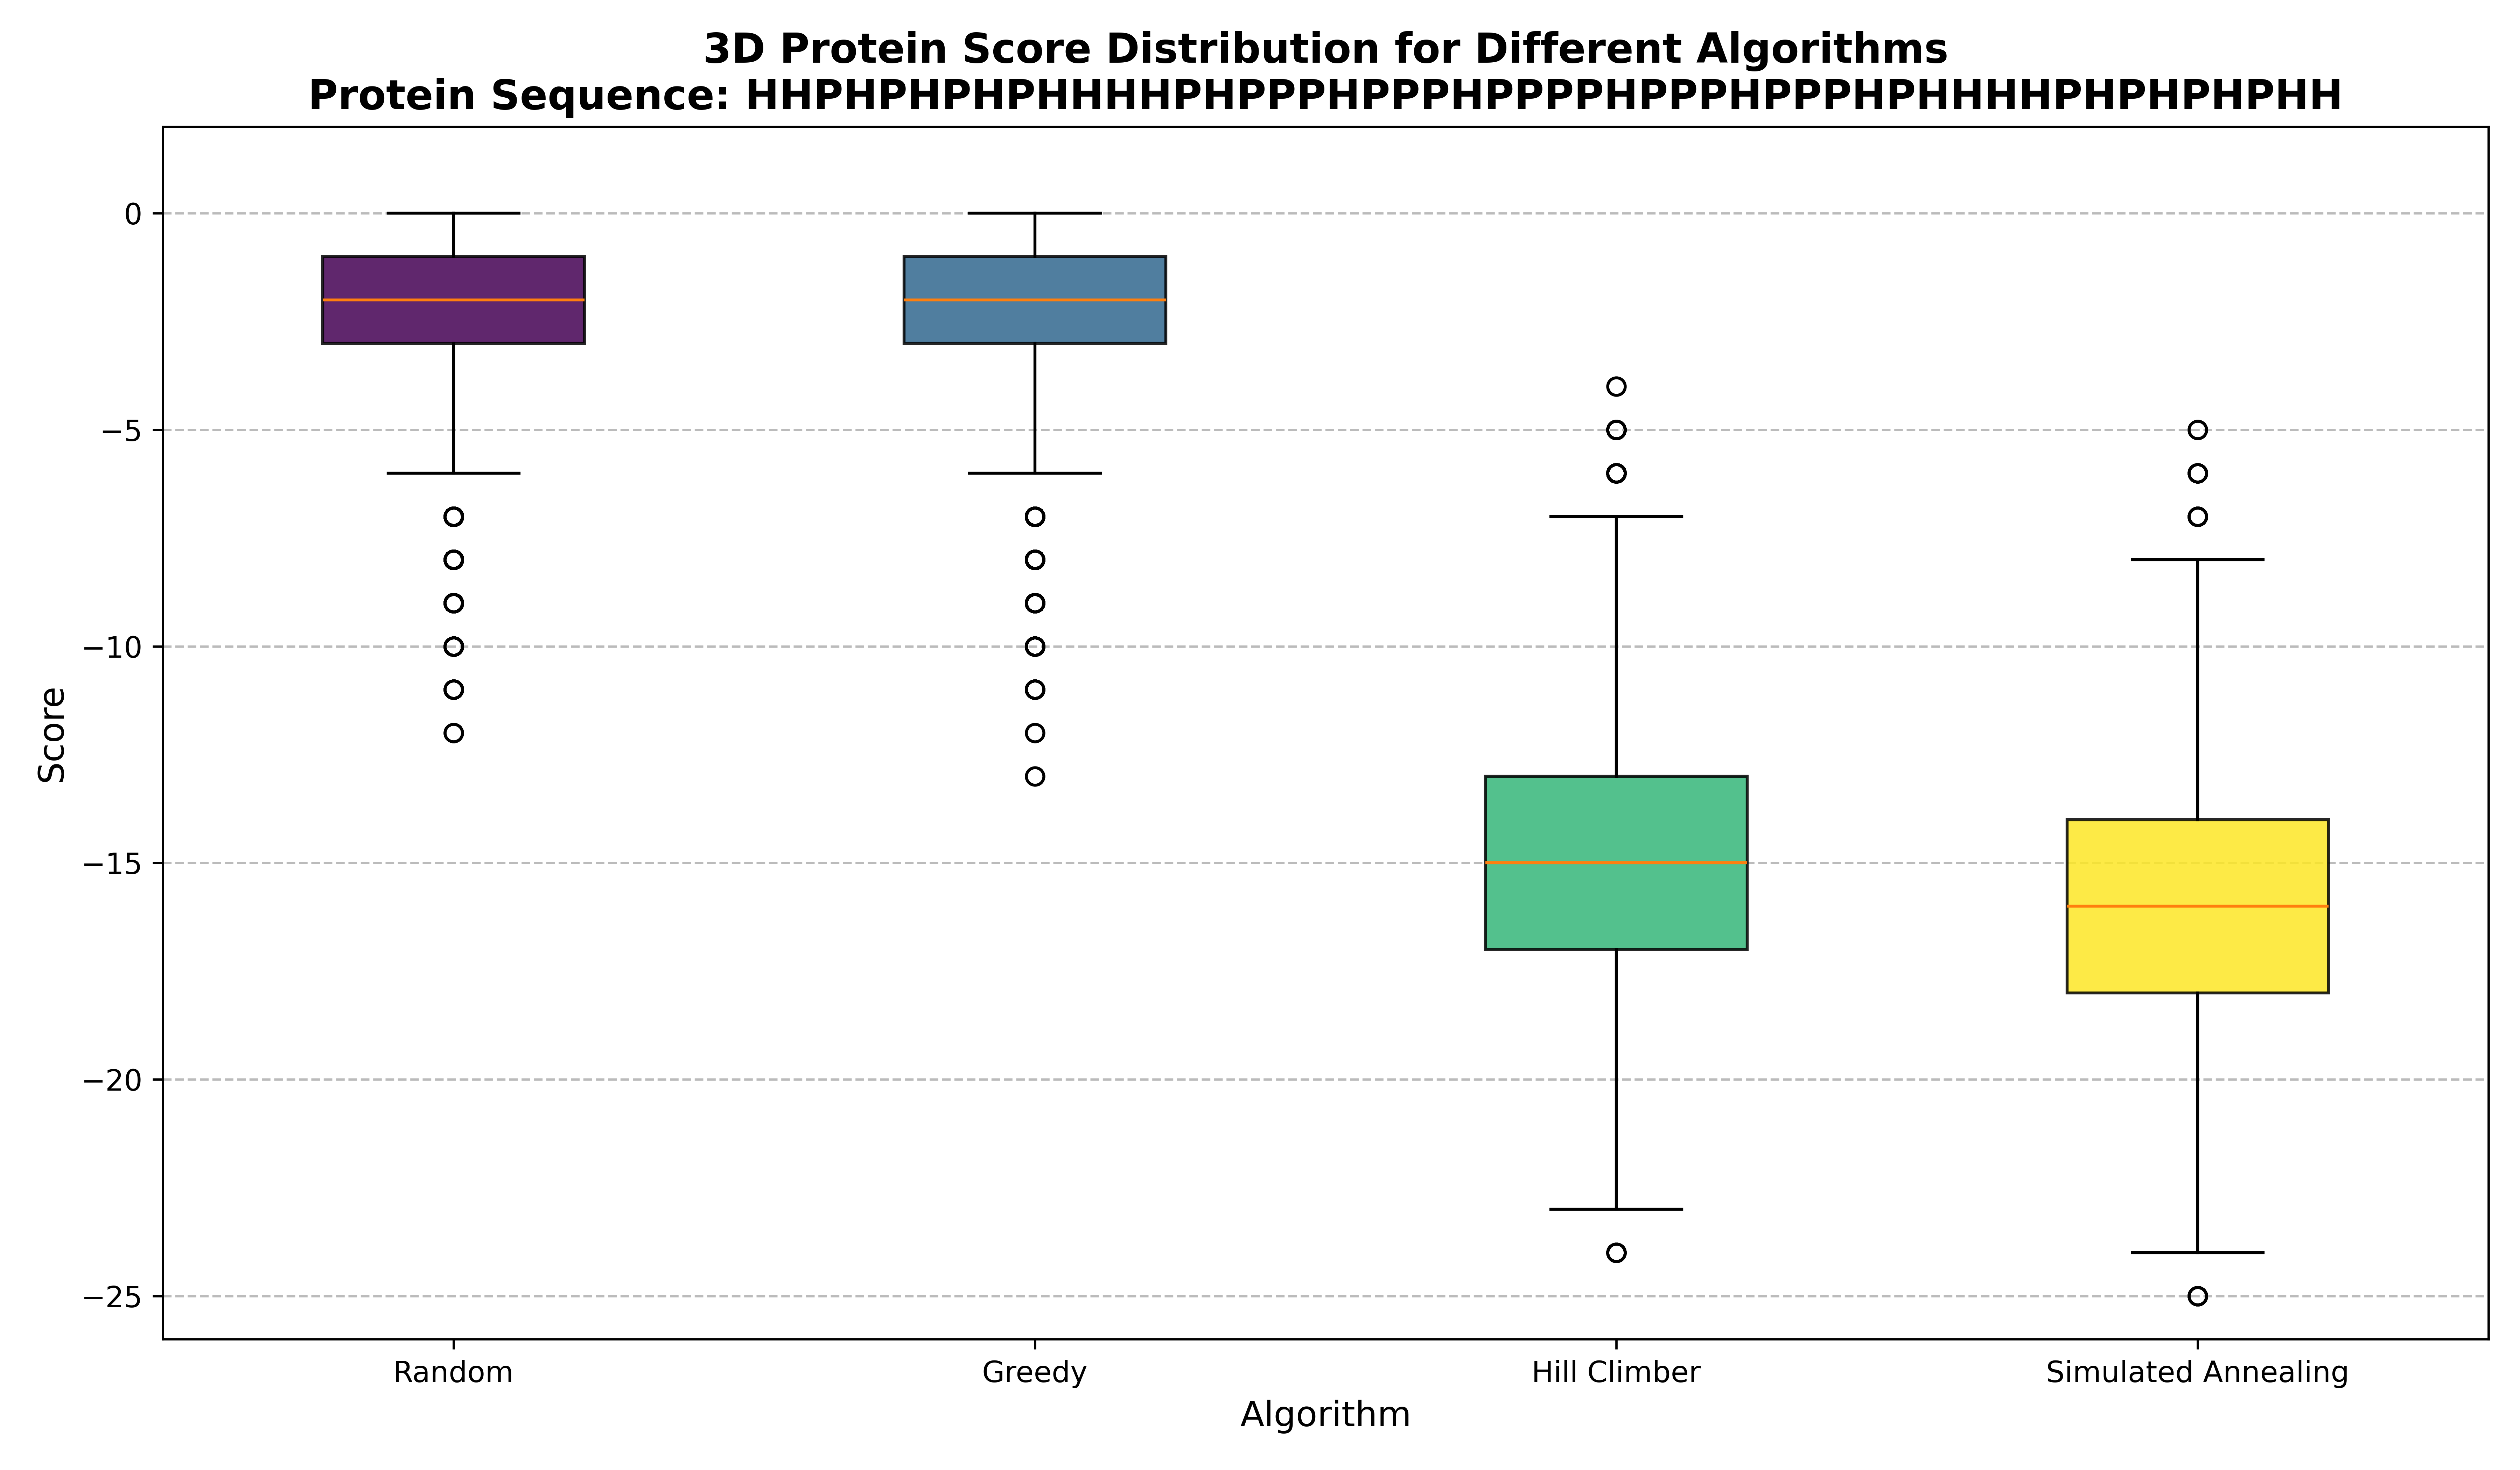 3D Protein Score Distribution for Different Algorithms
Protein Sequence: HHPHPHPHPHHHHPHPPPHPPPHPPPPHPPPHPPPHPHHHHPHPHPHPHH
0
−5
−10
−15
−20
−25
Score
Random
Greedy
Hill Climber
Simulated Annealing
Algorithm